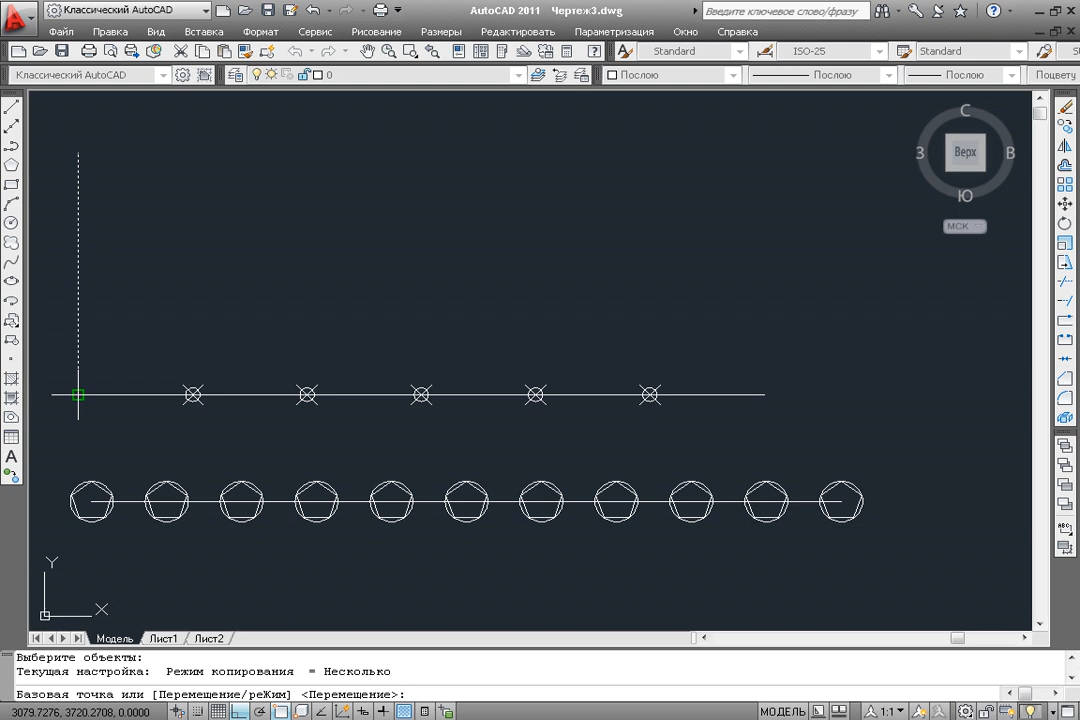 Классический AutoCAD
AutoCAD 2011 Чертеж3.dwg
Введите ключевое слово/фразу
Файл Правка Вид Вставка Формат Сервис Рисование Размеры Редактировать Параметризация Окно Справка
Standard ISO-25 Standard
Классический AutoCAD 0 Послою Послою Послою Поцвету
С
З Верх В
Ю
МСК
Y
X
Модель Лист1 Лист2
Выберите объекты:
Текущая настройка: Режим копирования = Несколько
Базовая точка или [Перемещение/реЖим] <Перемещение>:
3079.7276, 3720.2708, 0.0000 МОДЕЛЬ 1:1